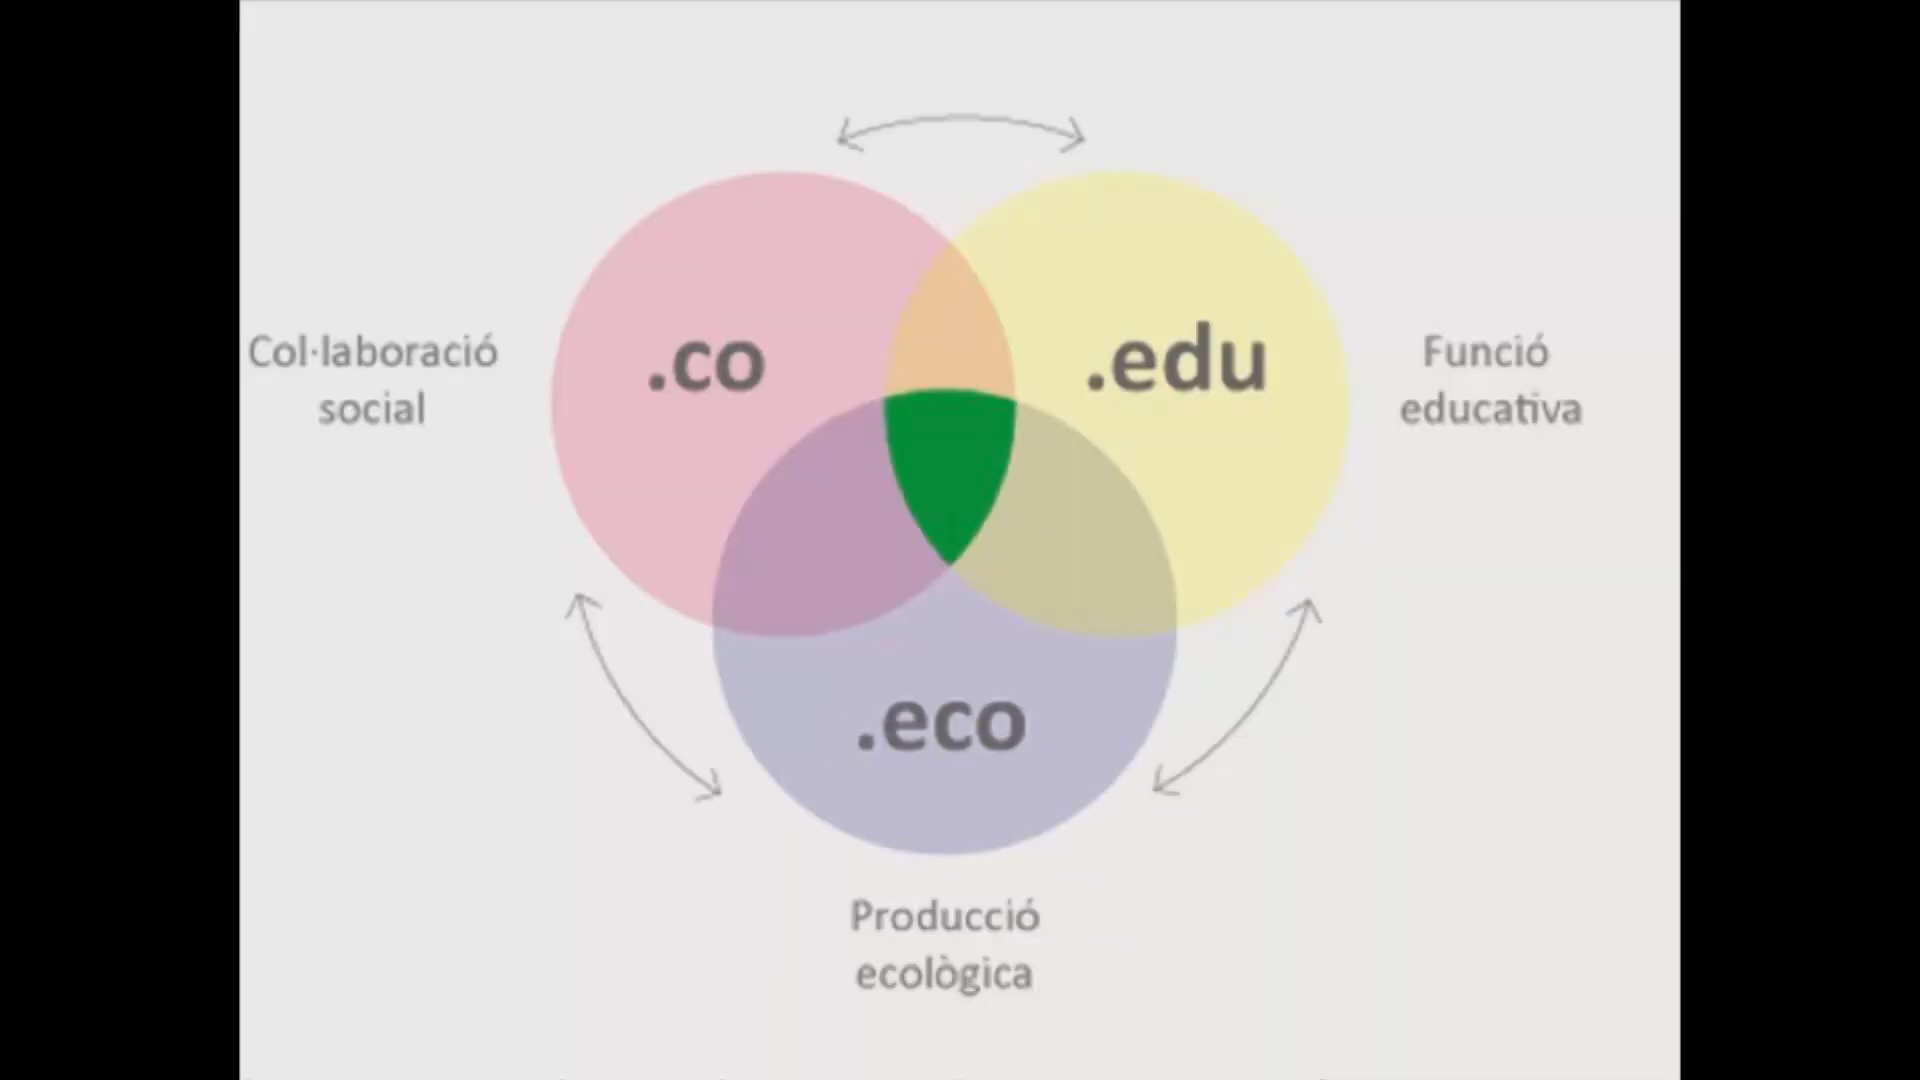 .co
.edu
Col·laboració
social
Funció
educativa
.eco
Producció
ecològica